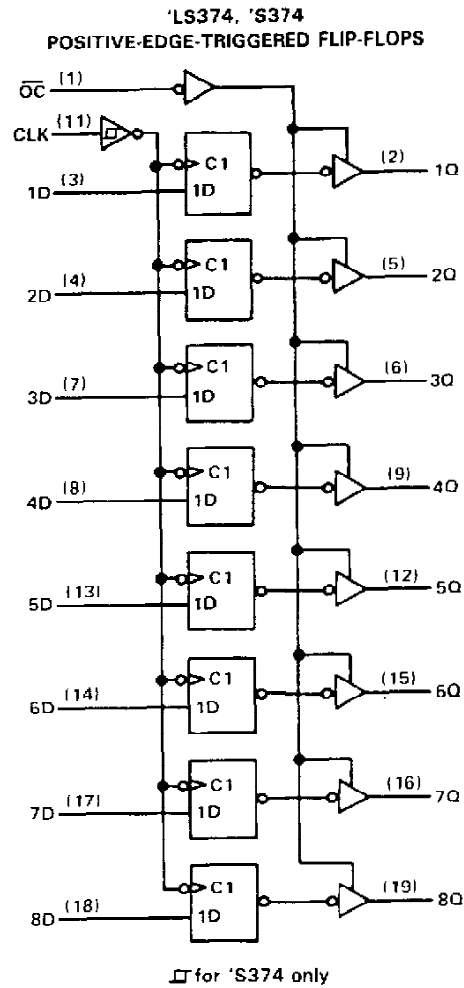 'LS374, 'S374
POSITIVE-EDGE-TRIGGERED FLIP-FLOPS
OC (1)
CLK (11)
C1
1D (3) 1D (2) 1Q
C1
2D (4) 1D (5) 2Q
C1
3D (7) 1D (6) 3Q
C1
4D (8) 1D (9) 4Q
C1
5D (13) 1D (12) 5Q
C1
6D (14) 1D (15) 6Q
C1
7D (17) 1D (16) 7Q
C1
8D (18) 1D (19) 8Q
for 'S374 only